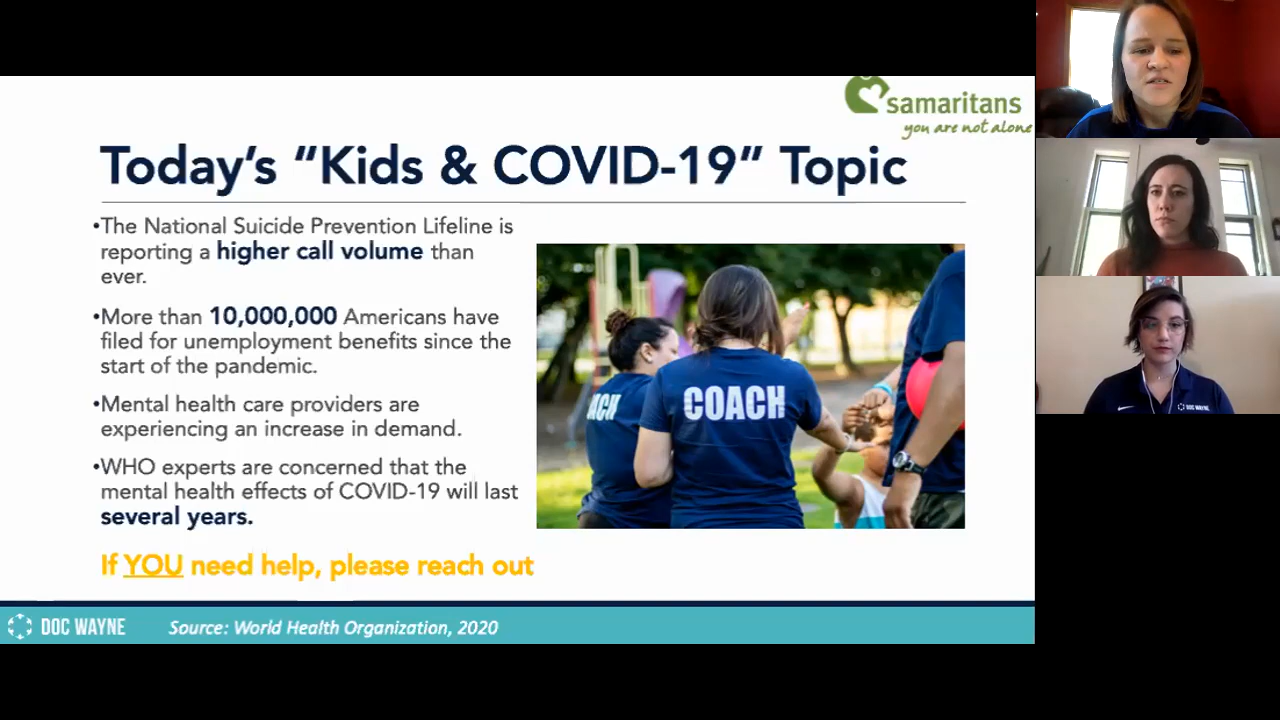 samaritans
you are not alone
Today's “Kids & COVID-19” Topic
•The National Suicide Prevention Lifeline is
reporting a higher call volume than
ever.
•More than 10,000,000 Americans have
filed for unemployment benefits since the
start of the pandemic.
•Mental health care providers are
experiencing an increase in demand.
•WHO experts are concerned that the
mental health effects of COVID-19 will last
several years.
If YOU need help, please reach out
ACH
COACH
DOC WAYNE
Source: World Health Organization, 2020
DOC WAYNE